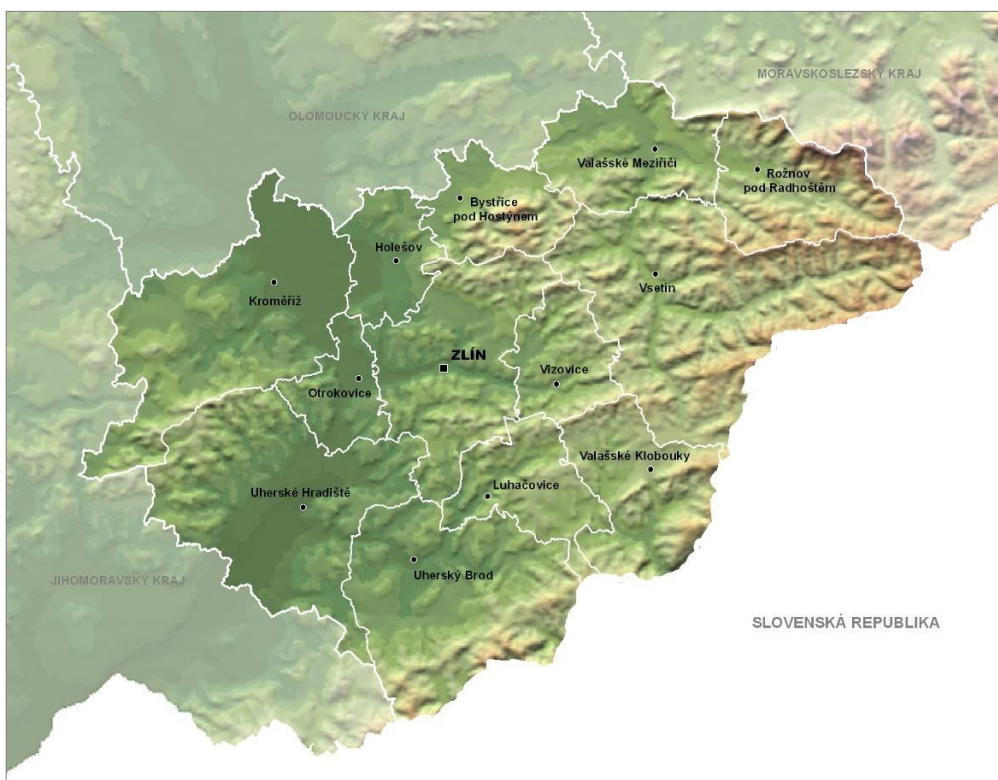 MORAVSKOSLEZSKÝ KRAJ
OLOMOUCKÝ KRAJ
Valašské Meziříčí
Rožnov
pod Radhoštěm
Bystřice
pod Hostýnem
Holešov
Vsetín
Kroměříž
ZLÍN
Vizovice
Otrokovice
Valašské Klobouky
Luhačovice
Uherské Hradiště
Uherský Brod
JIHOMORAVSKÝ KRAJ
SLOVENSKÁ REPUBLIKA